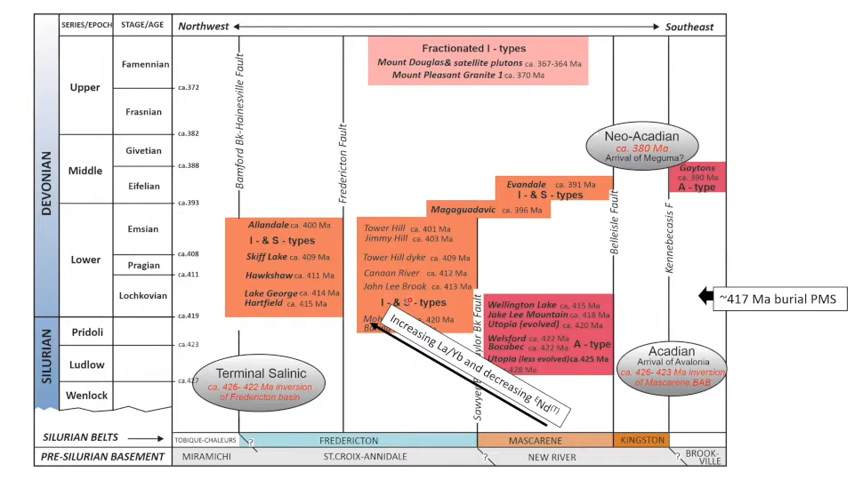 SERIES/EPOCH
STAGE/AGE
Northwest
Southeast
DEVONIAN
SILURIAN
Upper
Middle
Lower
Pridoli
Ludlow
Wenlock
Famennian
Frasnian
Givetian
Eifelian
Emsian
Pragian
Lochkovian
ca.372
ca.382
ca.388
ca.393
ca.408
ca.411
ca.419
ca.423
Bamford Bk-Hainesville Fault
Fredericton Fault
Belleisle Fault
Kennebecasis F
Fractionated I - types
Mount Douglas& satellite plutons ca. 367-364 Ma
Mount Pleasant Granite 1 ca. 370 Ma
Neo-Acadian
ca. 380 Ma
Arrival of Meguma?
Gaytons
ca. 390 Ma
A - type
Evandale ca. 391 Ma
I - & S - types
Magaguadavic ca. 396 Ma
Allandale ca. 400 Ma
I - & S - types
Skiff Lake ca. 409 Ma
Hawkshaw ca. 411 Ma
Lake George ca. 414 Ma
Hartfield ca. 415 Ma
Tower Hill ca. 401 Ma
Jimmy Hill ca. 403 Ma
Tower Hill dyke ca. 409 Ma
Canaan River ca. 412 Ma
John Lee Brook ca. 413 Ma
- types
420 Ma
Wellington Lake ca. 415 Ma
Jake Lee Mountain ca. 418 Ma
Utopia (evolved) ca. 420 Ma
Welsford ca. 422 Ma
Bocabec ca. 422 Ma
A - type
Utopia (less evolved) ca.425 Ma
428 Ma
Increasing La/Yb and decreasing εNd(T)
~417 Ma burial PMS
Terminal Salinic
ca. 426- 422 Ma inversion
of Fredericton basin
Acadian
Arrival of Avalonia
ca. 426- 423 Ma inversion
of Mascarene BAB
SILURIAN BELTS
TOBIQUE-CHALEURS
?
FREDERICTON
MASCARENE
KINGSTON
PRE-SILURIAN BASEMENT
MIRAMICHI
ST.CROIX-ANNIDALE
?
NEW RIVER
?
BROOK-
VILLE